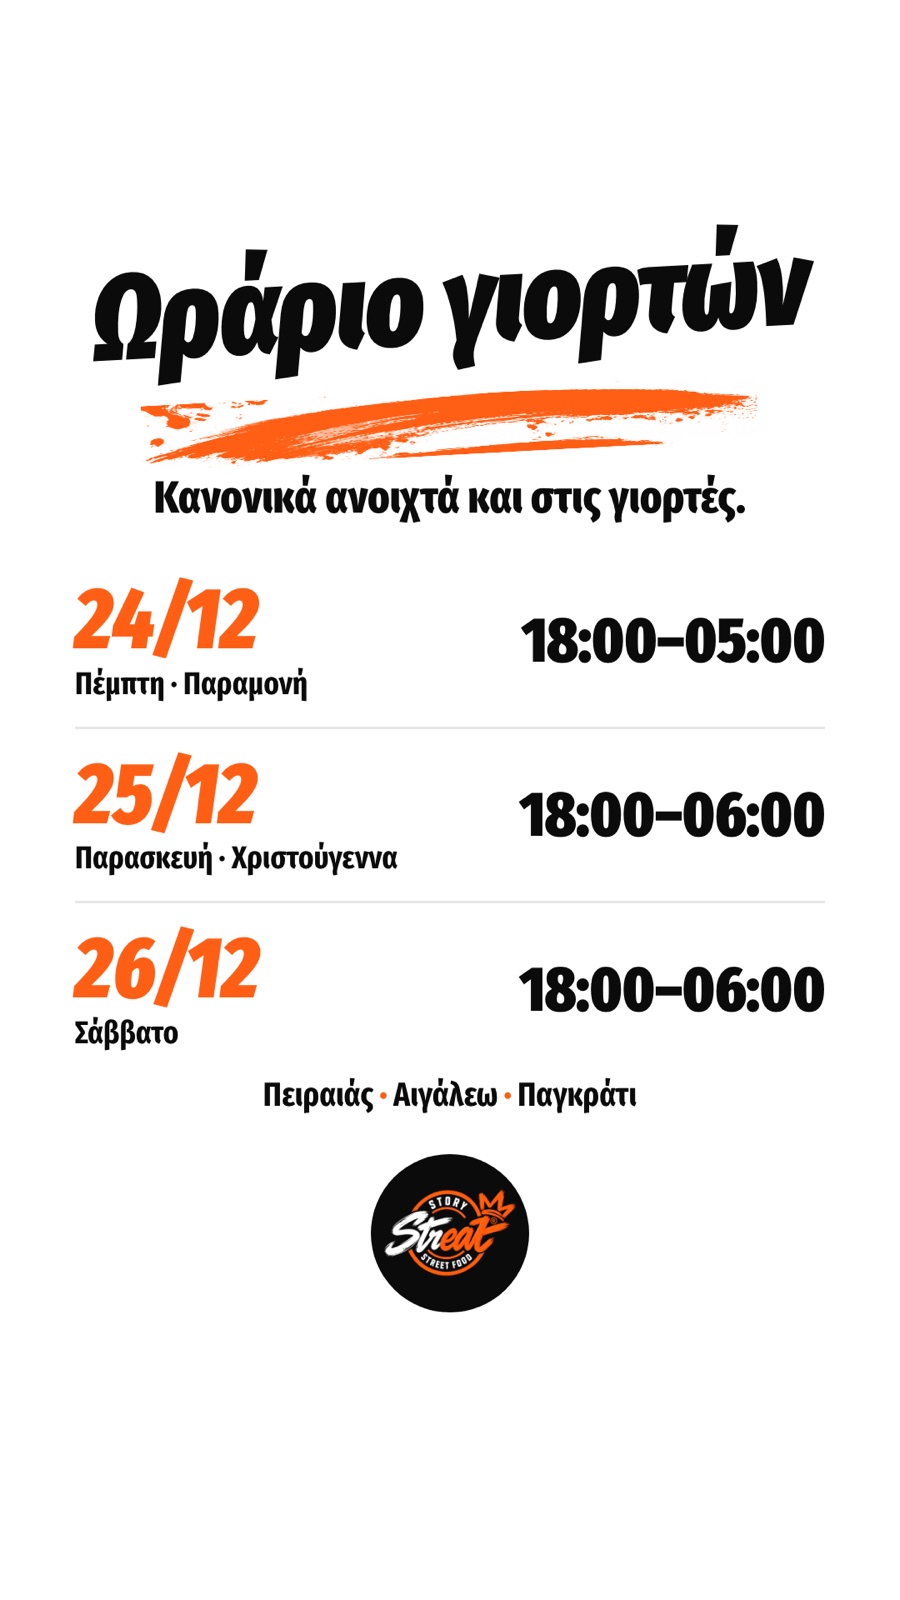 Ωράριο γιορτών
Κανονικά ανοιχτά και στις γιορτές.
24/12
18:00–05:00
Πέμπτη · Παραμονή
25/12
18:00–06:00
Παρασκευή · Χριστούγεννα
26/12
18:00–06:00
Σάββατο
Πειραιάς · Αιγάλεω · Παγκράτι
STORY
Streat®
STREET FOOD